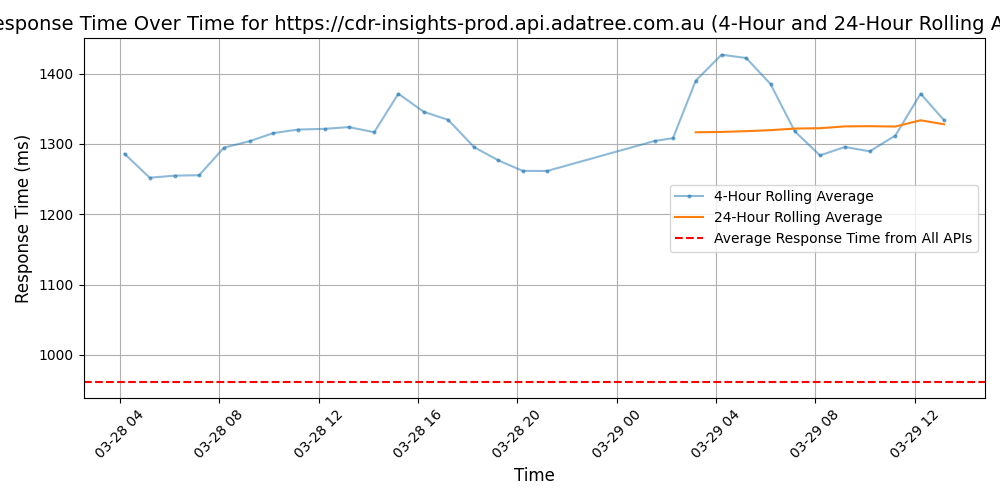 esponse Time Over Time for https://cdr-insights-prod.api.adatree.com.au (4-Hour and 24-Hour Rolling A
Response Time (ms)
1400
1300
1200
1100
1000
4-Hour Rolling Average
24-Hour Rolling Average
Average Response Time from All APIs
03-28 04
03-28 08
03-28 12
03-28 16
03-28 20
03-29 00
03-29 04
03-29 08
03-29 12
Time